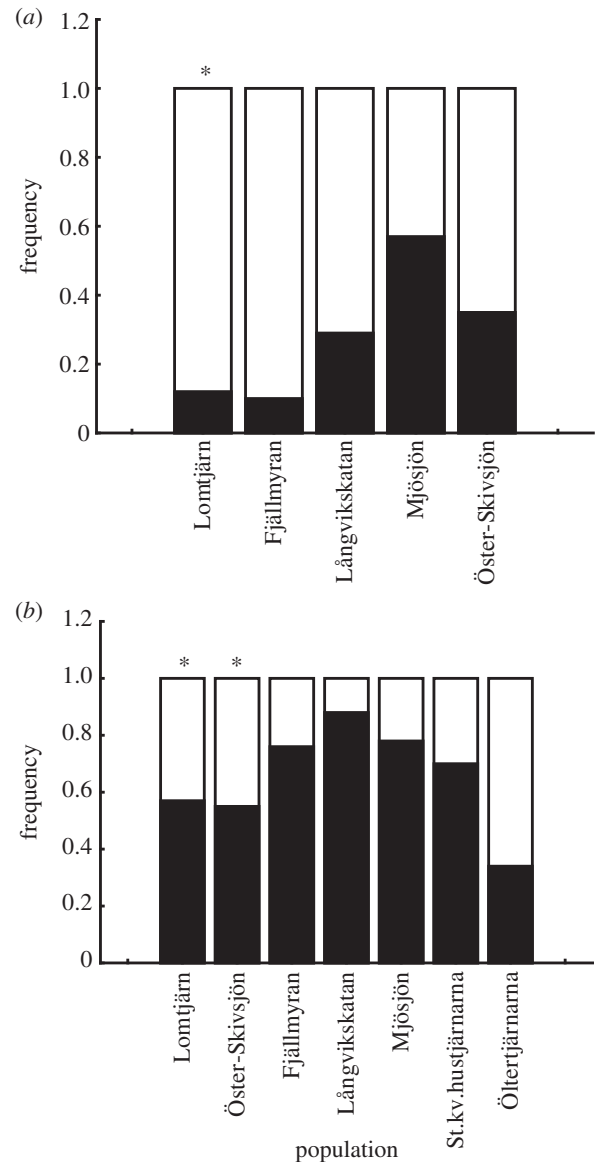 (a)
1.2
1.0
0.8
0.6
0.4
0.2
0
frequency
*
Lomtjärn
Fjällmyran
Långvikskatan
Mjösjön
Öster-Skivsjön
(b)
1.2
1.0
0.8
0.6
0.4
0.2
0
frequency
* *
Lomtjärn
Öster-Skivsjön
Fjällmyran
Långvikskatan
Mjösjön
St.kv.hustjärnarna
Öltertjärnarna
population